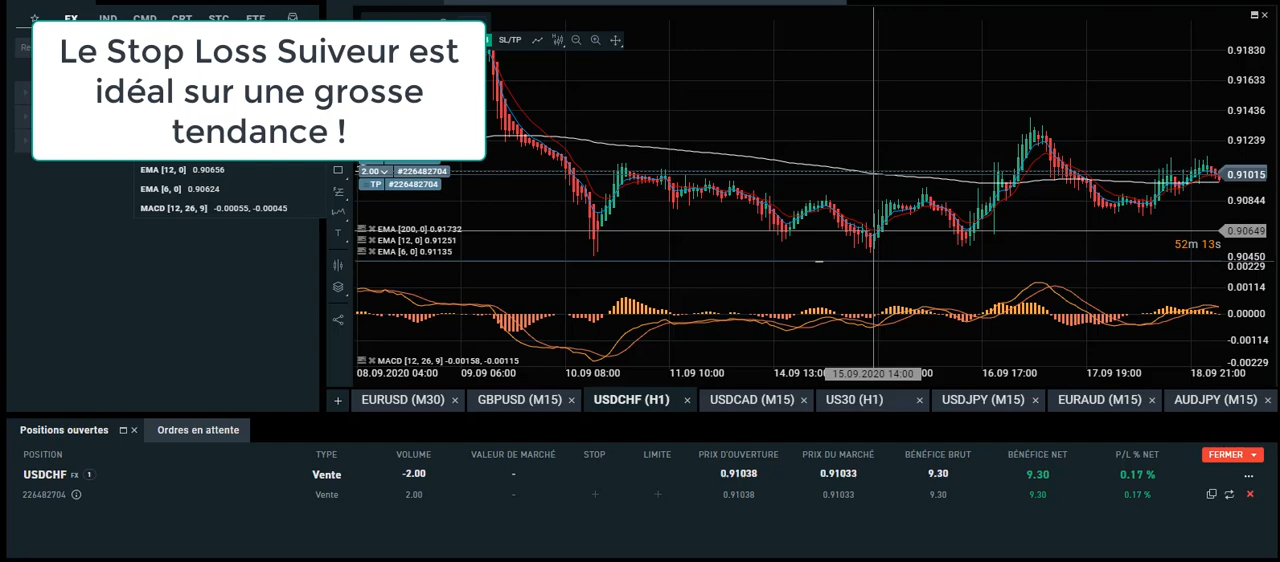 FX IND CMD CRT STC ETF
Le Stop Loss Suiveur est
idéal sur une grosse
tendance !
SL/TP
EMA [12, 0] 0.90656
EMA [6, 0] 0.90624
MACD [12, 26, 9] -0.00055, -0.00045
2.00 #226482704
TP #226482704
EMA [200, 0] 0.91732
EMA [12, 0] 0.91251
EMA [6, 0] 0.91135
0.91830
0.91633
0.91436
0.91239
0.91015
0.90844
0.90649
52m 13s
0.90450
0.00229
0.00114
0.00000
-0.00114
-0.00229
MACD [12, 26, 9] -0.00158, -0.00115
08.09.2020 04:00 09.09 06:00 10.09 08:00 11.09 10:00 14.09 13:00 15.09.2020 14:00 16.09 17:00 17.09 19:00 18.09 21:00
+ EURUSD (M30) × GBPUSD (M15) × USDCHF (H1) × USDCAD (M15) × US30 (H1) × USDJPY (M15) × EURAUD (M15) × AUDJPY (M15) ×
Positions ouvertes Ordres en attente
POSITION TYPE VOLUME VALEUR DE MARCHÉ STOP LIMITE PRIX D'OUVERTURE PRIX DU MARCHÉ BÉNÉFICE BRUT BÉNÉFICE NET P/L % NET FERMER
USDCHF FX 1 Vente -2.00 - 0.91038 0.91033 9.30 9.30 0.17 % ...
226482704 Vente 2.00 - + + 0.91038 0.91033 9.30 9.30 0.17 %